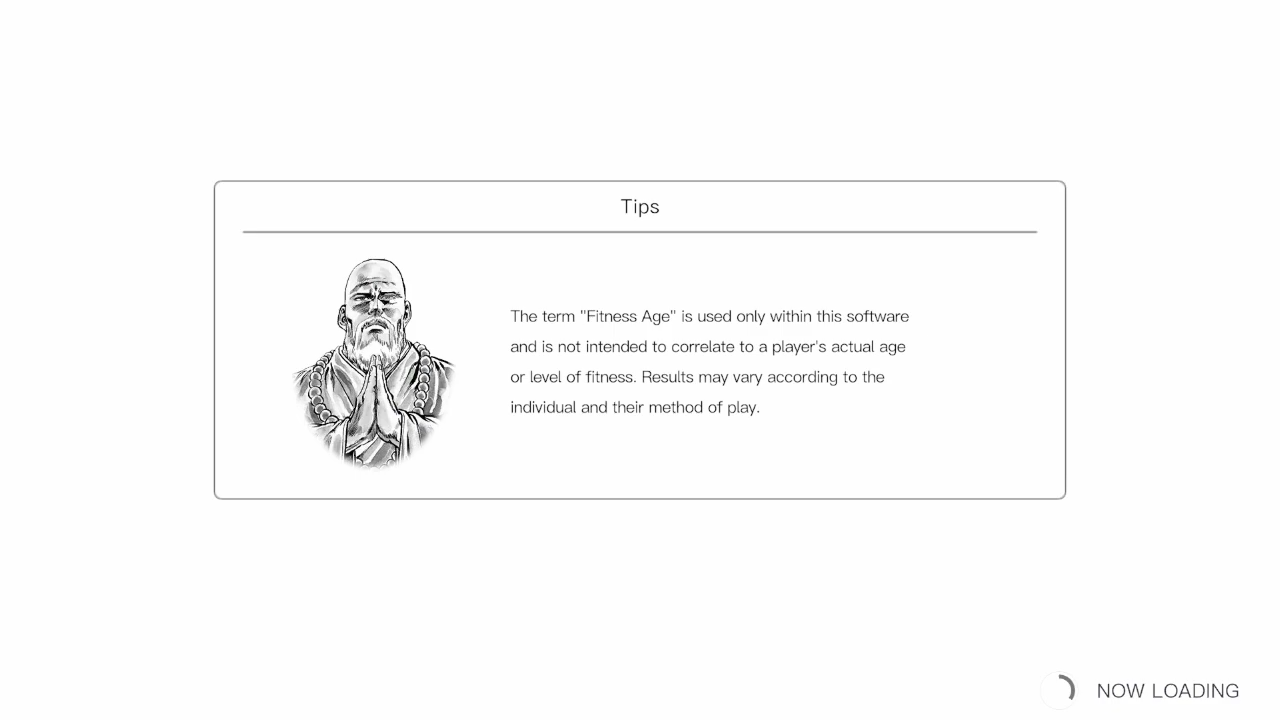 Tips
The term "Fitness Age" is used only within this software
and is not intended to correlate to a player's actual age
or level of fitness. Results may vary according to the
individual and their method of play.
NOW LOADING